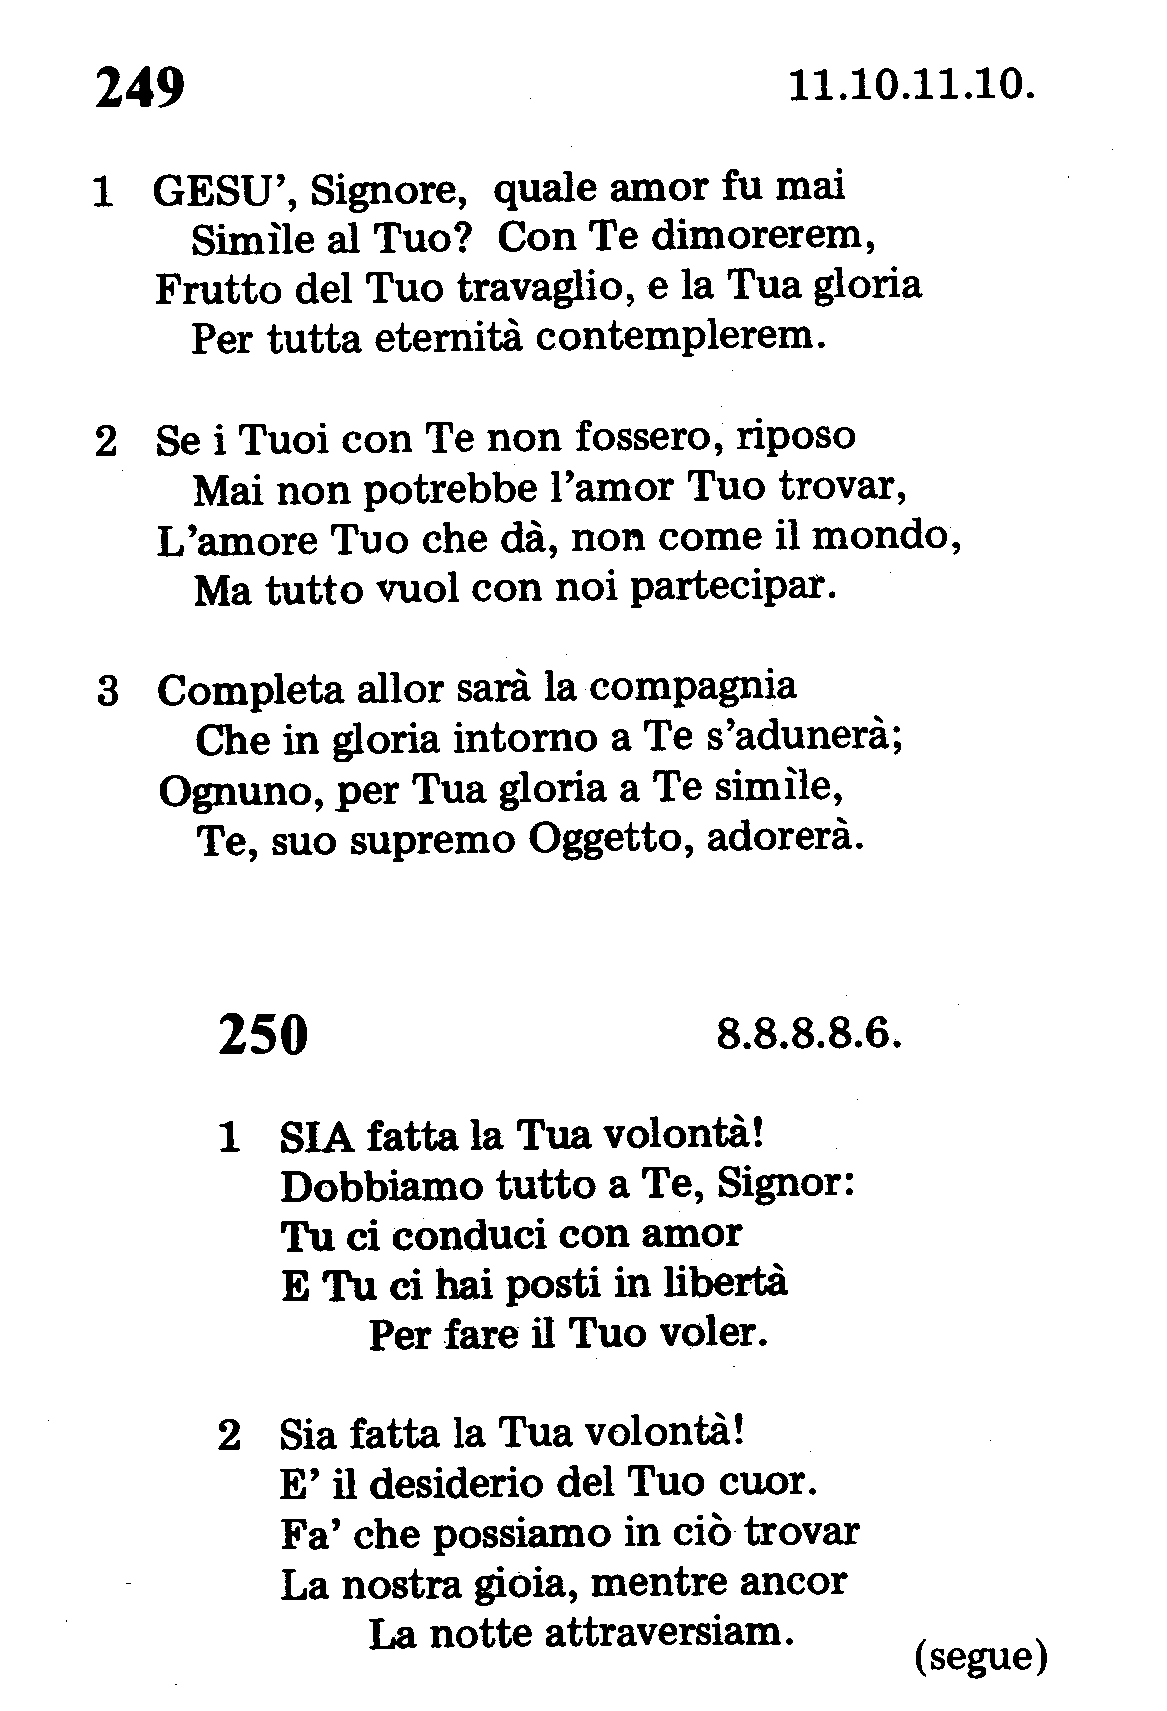 249 11.10.11.10.
1 GESU’, Signore, quale amor fu mai
Simìle al Tuo? Con Te dimorerem,
Frutto del Tuo travaglio, e la Tua gloria
Per tutta eternità contemplerem.
2 Se i Tuoi con Te non fossero, riposo
Mai non potrebbe l’amor Tuo trovar,
L’amore Tuo che dà, non come il mondo,
Ma tutto vuol con noi partecipar.
3 Completa allor sarà la compagnia
Che in gloria intorno a Te s’adunerà;
Ognuno, per Tua gloria a Te simìle,
Te, suo supremo Oggetto, adorerà.
250 8.8.8.8.6.
1 SIA fatta la Tua volontà!
Dobbiamo tutto a Te, Signor:
Tu ci conduci con amor
E Tu ci hai posti in libertà
Per fare il Tuo voler.
2 Sia fatta la Tua volontà!
E’ il desiderio del Tuo cuor.
Fa’ che possiamo in ciò trovar
La nostra gioia, mentre ancor
La notte attraversiam.
(segue)